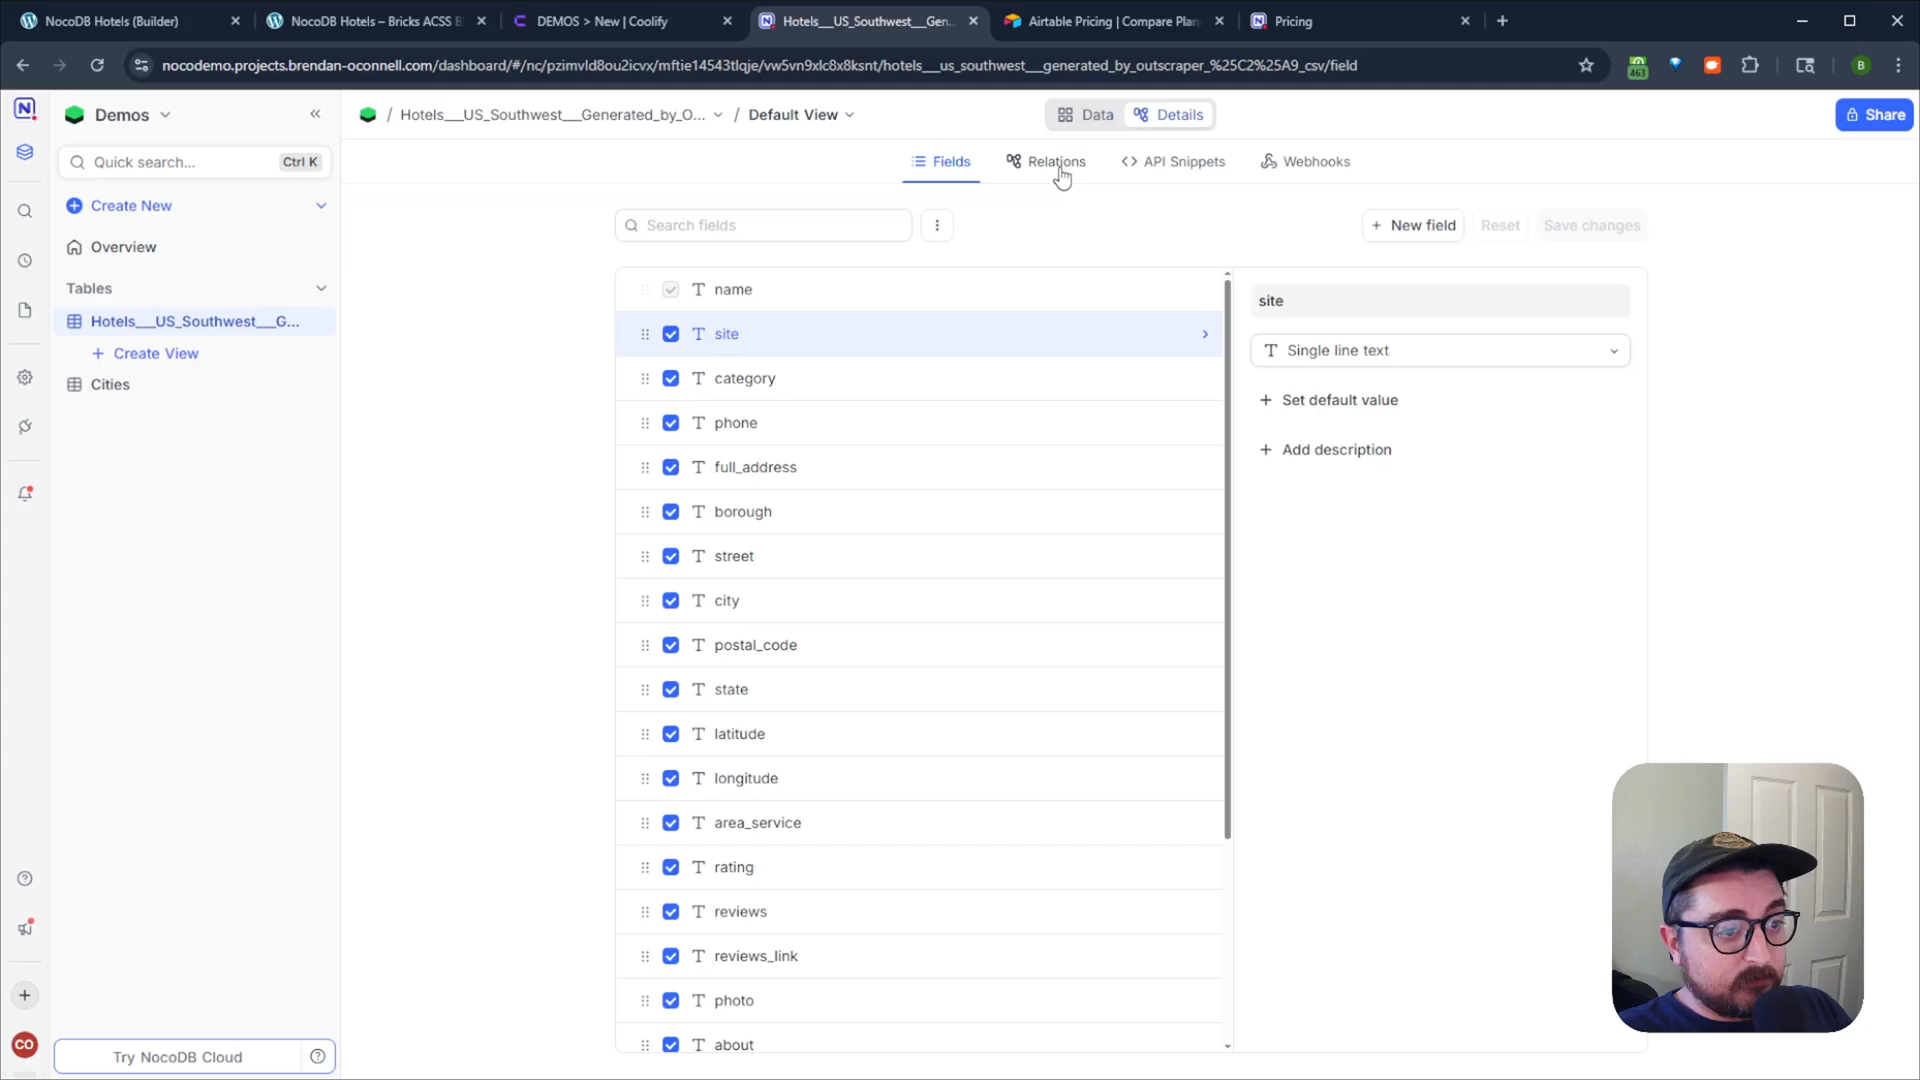 NocoDB Hotels (Builder)
NocoDB Hotels – Bricks ACSS B
DEMOS > New | Coolify
Hotels__US_Southwest__Gen
Airtable Pricing | Compare Plan
Pricing
nocodemo.projects.brendan-oconnell.com/dashboard/#/nc/pzimvld8ou2icvx/mftie14543tlqje/vw5vn9xlc8x8ksnt/hotels__us_southwest__generated_by_outscraper_%25C2%25A9_csv/field
463
B
N
Demos
/ Hotels___US_Southwest___Generated_by_O... / Default View
Data
Details
Share
Quick search...
Ctrl K
Fields
Relations
API Snippets
Webhooks
Create New
Search fields
New field
Reset
Save changes
Overview
Tables
Hotels___US_Southwest___G...
Create View
Cities
name
site
category
phone
full_address
borough
street
city
postal_code
state
latitude
longitude
area_service
rating
reviews
reviews_link
photo
about
site
Single line text
Set default value
Add description
CO
Try NocoDB Cloud